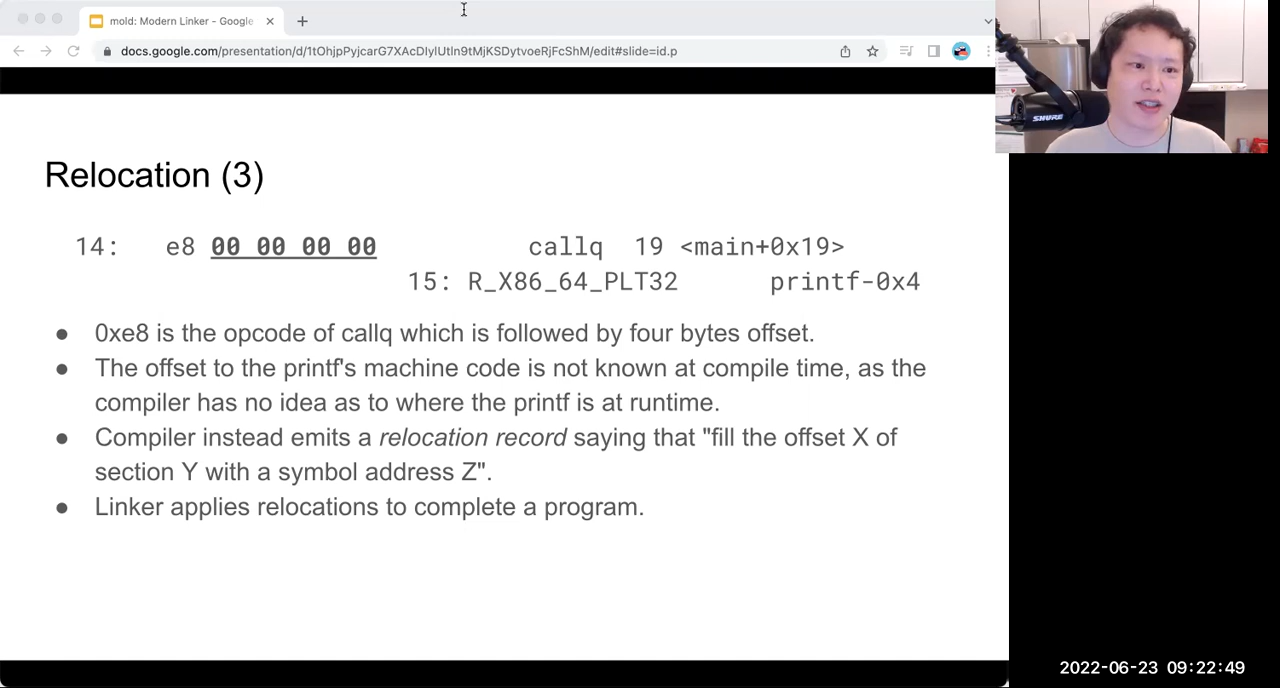 mold: Modern Linker - Google
docs.google.com/presentation/d/1tOhjpPyjcarG7XAcDIyIUtIn9tMjKSDytvoeRjFcShM/edit#slide=id.p
SHURE
Relocation (3)
14: e8 00 00 00 00 callq 19 <main+0x19>
15: R_X86_64_PLT32 printf-0x4
● 0xe8 is the opcode of callq which is followed by four bytes offset.
● The offset to the printf's machine code is not known at compile time, as the
compiler has no idea as to where the printf is at runtime.
● Compiler instead emits a relocation record saying that "fill the offset X of
section Y with a symbol address Z".
● Linker applies relocations to complete a program.
2022-06-23 09:22:49